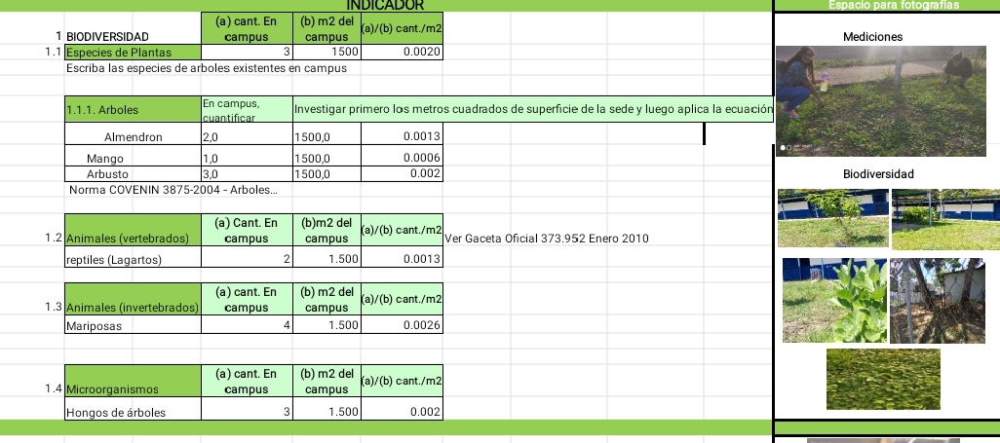 INDICADOR
Espacio para fotografías
1 BIODIVERSIDAD (a) cant. En campus (b) m2 del campus (a)/(b) cant./m2
Mediciones
1.1 Especies de Plantas 3 1500 0.0020
Escriba las especies de arboles existentes en campus
1.1.1. Arboles En campus, cuantificar Investigar primero los metros cuadrados de superficie de la sede y luego aplica la ecuación
Almendron 2,0 1500,0 0.0013
Mango 1,0 1500,0 0.0006
Arbusto 3,0 1500,0 0.002
Biodiversidad
Norma COVENIN 3875-2004 - Arboles...
1.2 Animales (vertebrados) (a) Cant. En campus (b)m2 del campus (a)/(b) cant./m2 Ver Gaceta Oficial 373.952 Enero 2010
reptiles (Lagartos) 2 1.500 0.0013
1.3 Animales (invertebrados) (a) cant. En campus (b) m2 del campus (a)/(b) cant./m2
Mariposas 4 1.500 0.0026
1.4 Microorganismos (a) cant. En campus (b) m2 del campus (a)/(b) cant./m2
Hongos de árboles 3 1.500 0.002